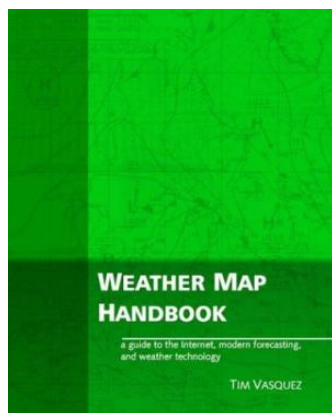 WEATHER MAP
HANDBOOK
a guide to the Internet, modern forecasting,
and weather technology
TIM VASQUEZ